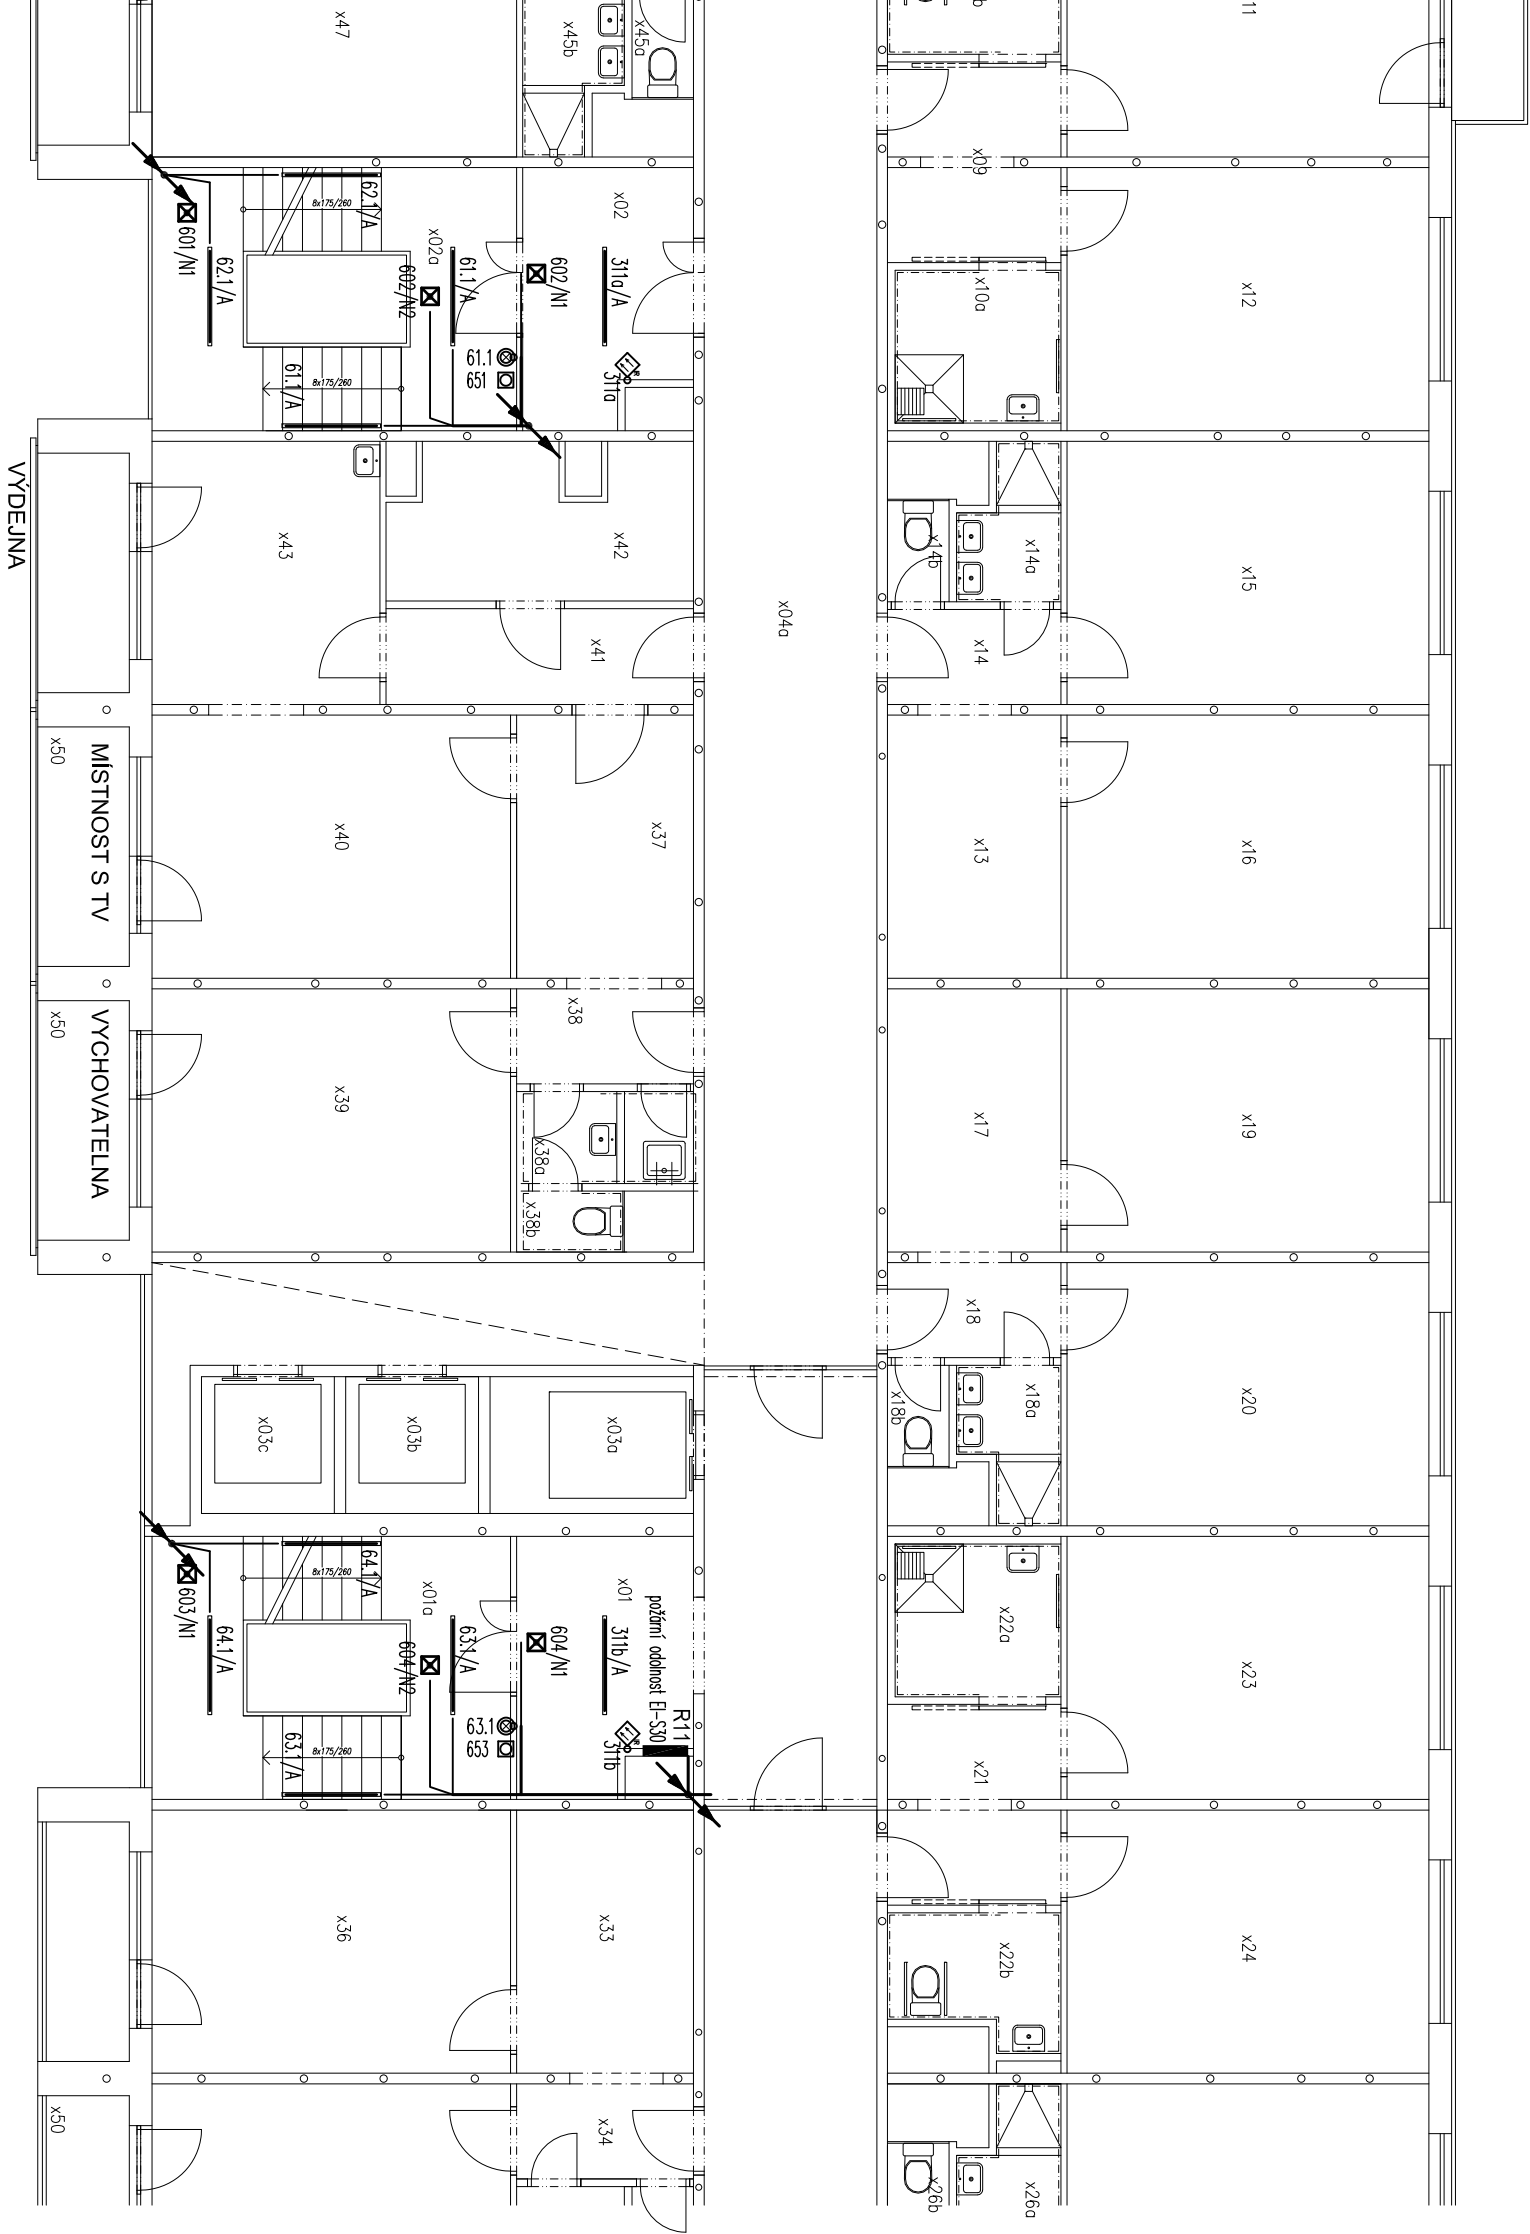 x11
x47
x45b
x45a
x09
x02
62.1/A
8x175/260
x02a
601/N1
62.1/A
602/N2
61.1/A
602/N1
311a/A
x10a
x12
61.1
651
311a
61.1/A
8x175/260
VÝDEJNA
x43
x42
x14b
x14a
x15
x04a
x41
x14
x50
MÍSTNOST S TV
x40
x37
x13
x16
x50
VYCHOVATELNA
x38
x39
x38a
x38b
x17
x19
x18
x03c
x03b
x03a
x18b
x18a
x20
64.1/A
8x175/260
603/N1
x01a
x01
požární odolnost EI-S30
64.1/A
604/N2
63.1/A
604/N1
311b/A
x22a
x23
R11
63.1
653
311b
63.1/A
8x175/260
x21
x36
x33
x22b
x24
x50
x34
x26b
x26a